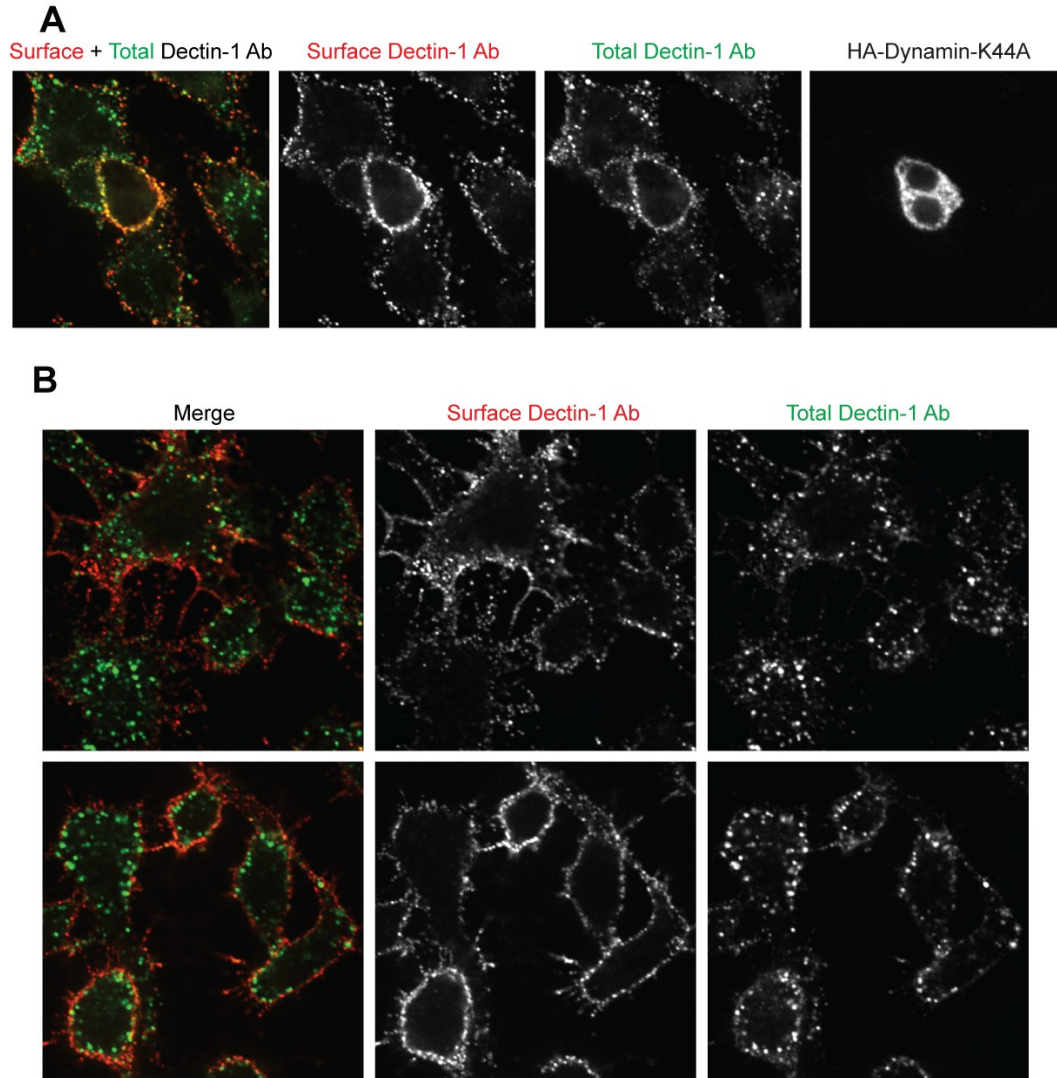 A
Surface + Total Dectin-1 Ab
Surface Dectin-1 Ab
Total Dectin-1 Ab
HA-Dynamin-K44A
B
Merge
Surface Dectin-1 Ab
Total Dectin-1 Ab